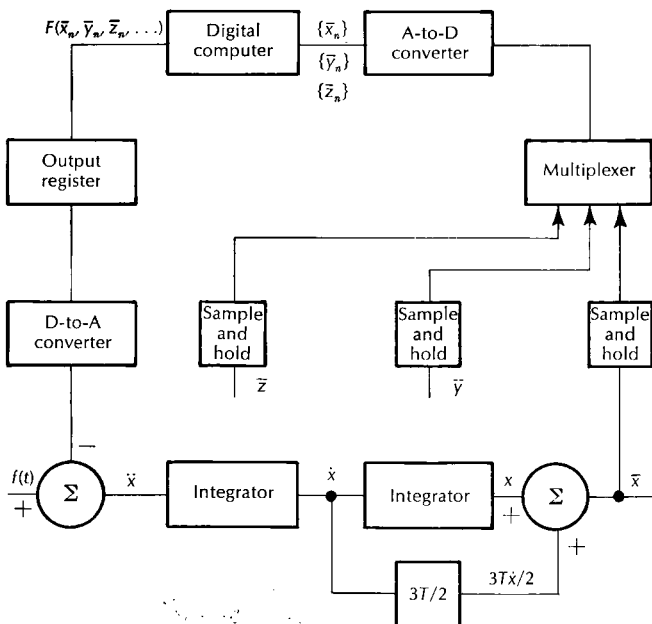 F(x̄ₙ, ȳₙ, z̄ₙ, . . .)
Digital
computer
{x̄ₙ}
{ȳₙ}
{z̄ₙ}
A-to-D
converter
Output
register
Multiplexer
D-to-A
converter
Sample
and
hold
z̄
Sample
and
hold
ȳ
Sample
and
hold
f(t)
+
−
Σ
ẍ
Integrator
ẋ
Integrator
x
+
Σ
+
x̄
3T/2
3Tẋ/2